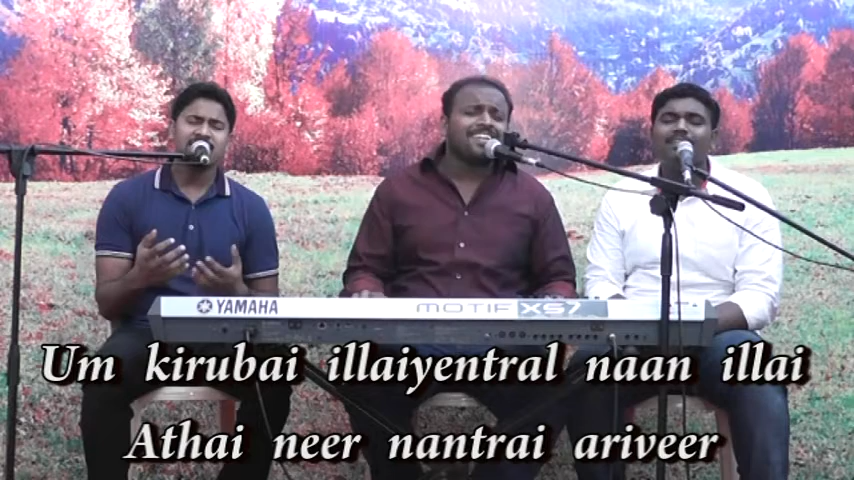 YAMAHA MOTIF XS7
Um kirubai illaiyentral naan illai
Athai neer nantrai ariveer